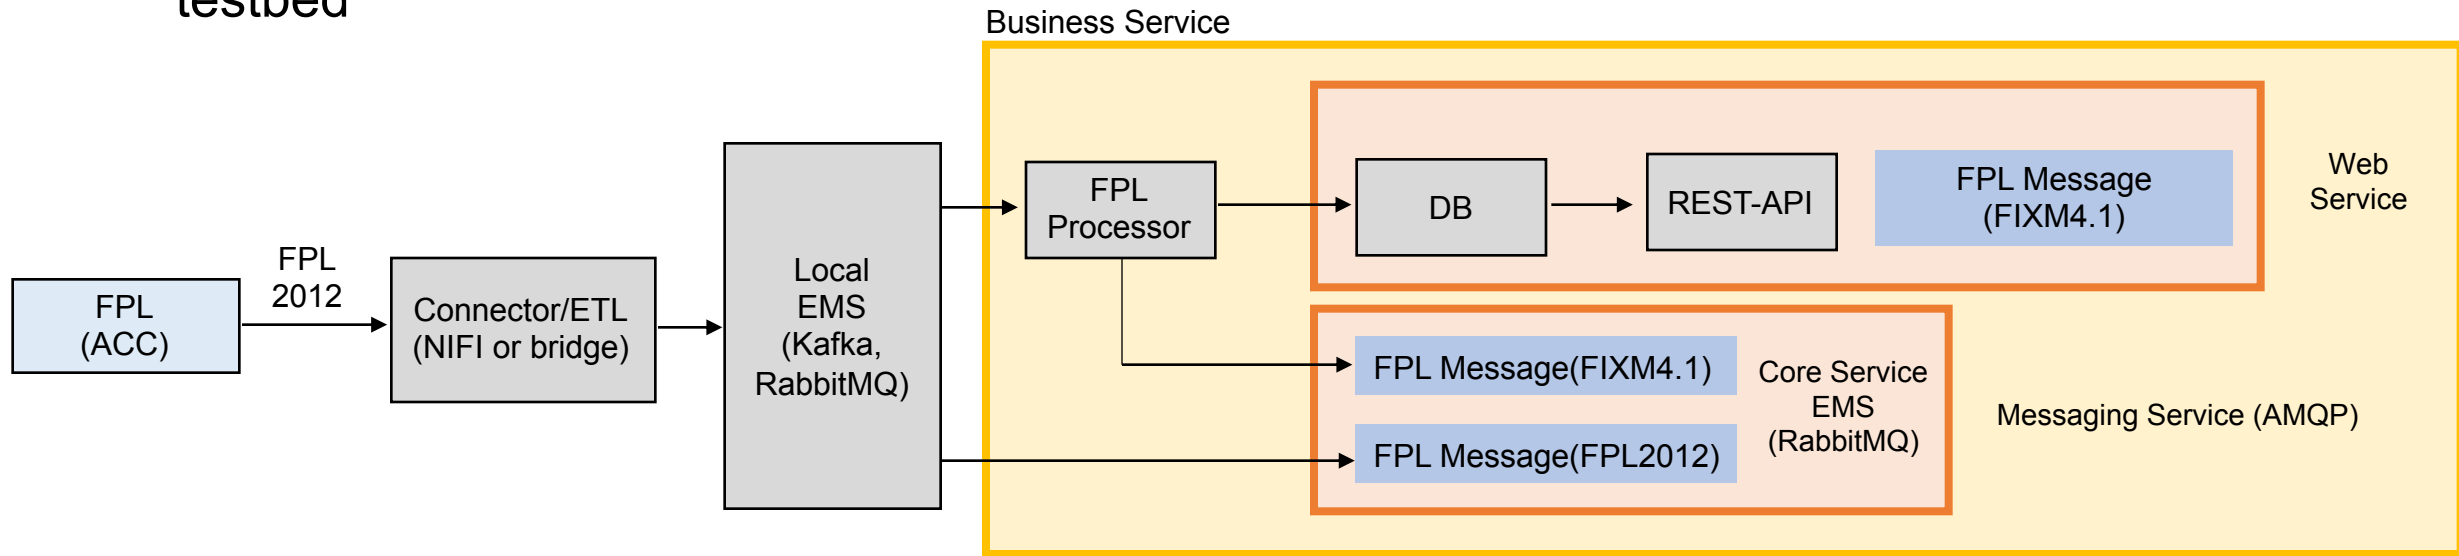 testbed
Business Service
FPL
(ACC)
FPL
2012
Connector/ETL
(NIFI or bridge)
Local
EMS
(Kafka,
RabbitMQ)
FPL
Processor
DB
REST-API
FPL Message
(FIXM4.1)
Web
Service
FPL Message(FIXM4.1)
FPL Message(FPL2012)
Core Service
EMS
(RabbitMQ)
Messaging Service (AMQP)